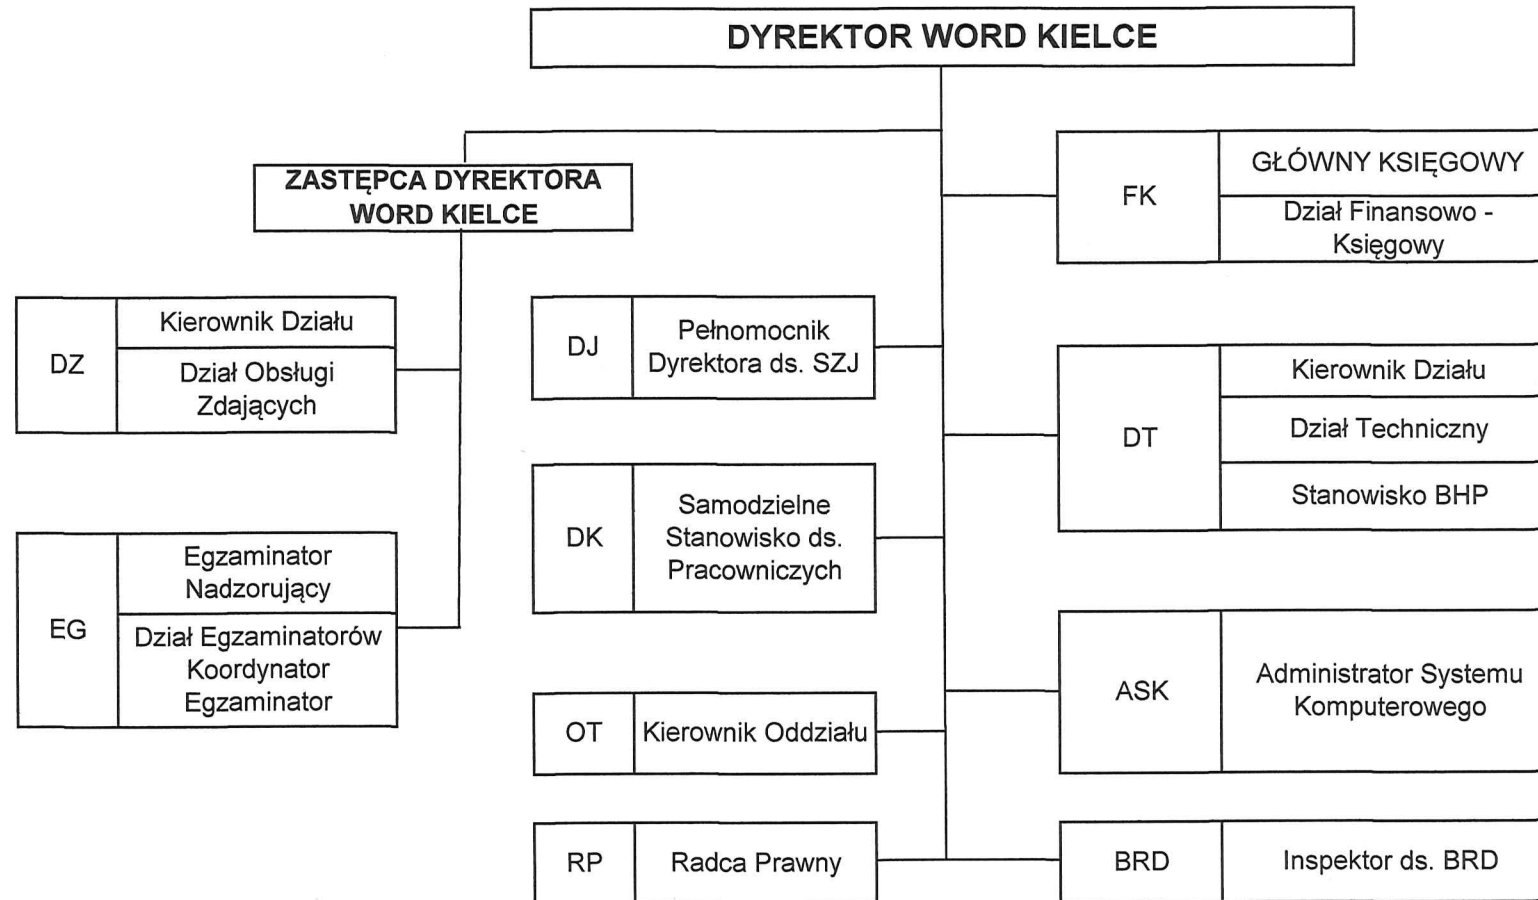 DYREKTOR WORD KIELCE
ZASTĘPCA DYREKTORA
WORD KIELCE
FK
GŁÓWNY KSIĘGOWY
Dział Finansowo -
Księgowy
DZ
Kierownik Działu
Dział Obsługi
Zdających
DJ
Pełnomocnik
Dyrektora ds. SZJ
DT
Kierownik Działu
Dział Techniczny
Stanowisko BHP
DK
Samodzielne
Stanowisko ds.
Pracowniczych
EG
Egzaminator
Nadzorujący
Dział Egzaminatorów
Koordynator
Egzaminator
ASK
Administrator Systemu
Komputerowego
OT
Kierownik Oddziału
RP
Radca Prawny
BRD
Inspektor ds. BRD